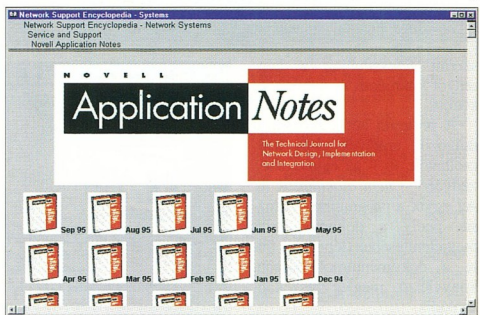 Network Support Encyclopedia - Systems
Network Support Encyclopedia - Network Systems
Service and Support
Novell Application Notes
NOVELL
Application Notes
The Technical Journal for
Network Design, Implementation
and Integration
Sep 95 Aug 95 Jul 95 Jun 95 May 95
Apr 95 Mar 95 Feb 95 Jan 95 Dec 94